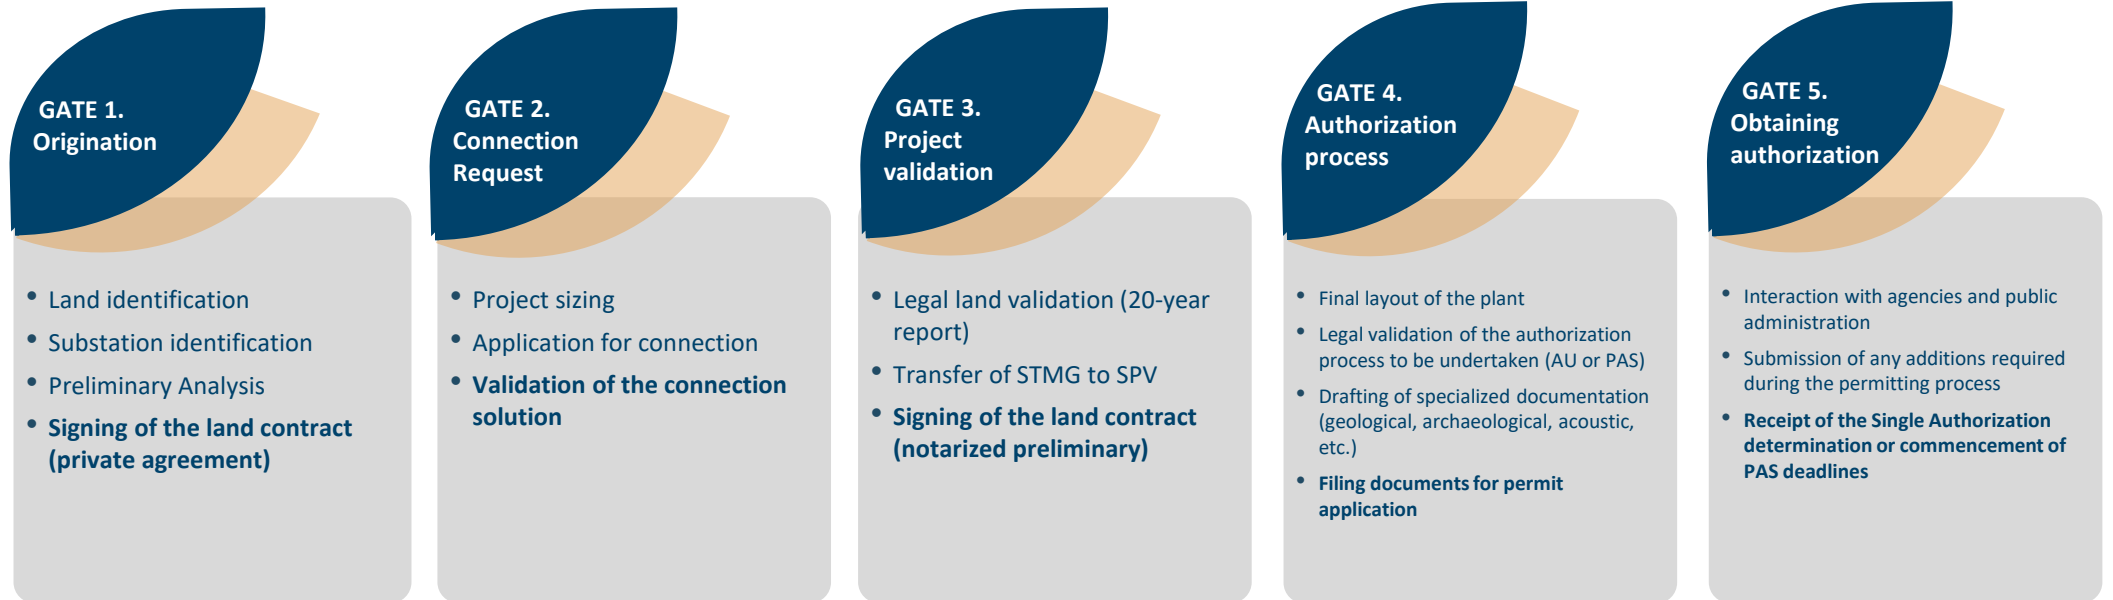 GATE 1.
Origination
• Land identification
• Substation identification
• Preliminary Analysis
• Signing of the land contract
(private agreement)
GATE 2.
Connection
Request
• Project sizing
• Application for connection
• Validation of the connection
solution
GATE 3.
Project
validation
• Legal land validation (20-year
report)
• Transfer of STMG to SPV
• Signing of the land contract
(notarized preliminary)
GATE 4.
Authorization
process
• Final layout of the plant
• Legal validation of the authorization
process to be undertaken (AU or PAS)
• Drafting of specialized documentation
(geological, archaeological, acoustic,
etc.)
• Filing documents for permit
application
GATE 5.
Obtaining
authorization
• Interaction with agencies and public
administration
• Submission of any additions required
during the permitting process
• Receipt of the Single Authorization
determination or commencement of
PAS deadlines